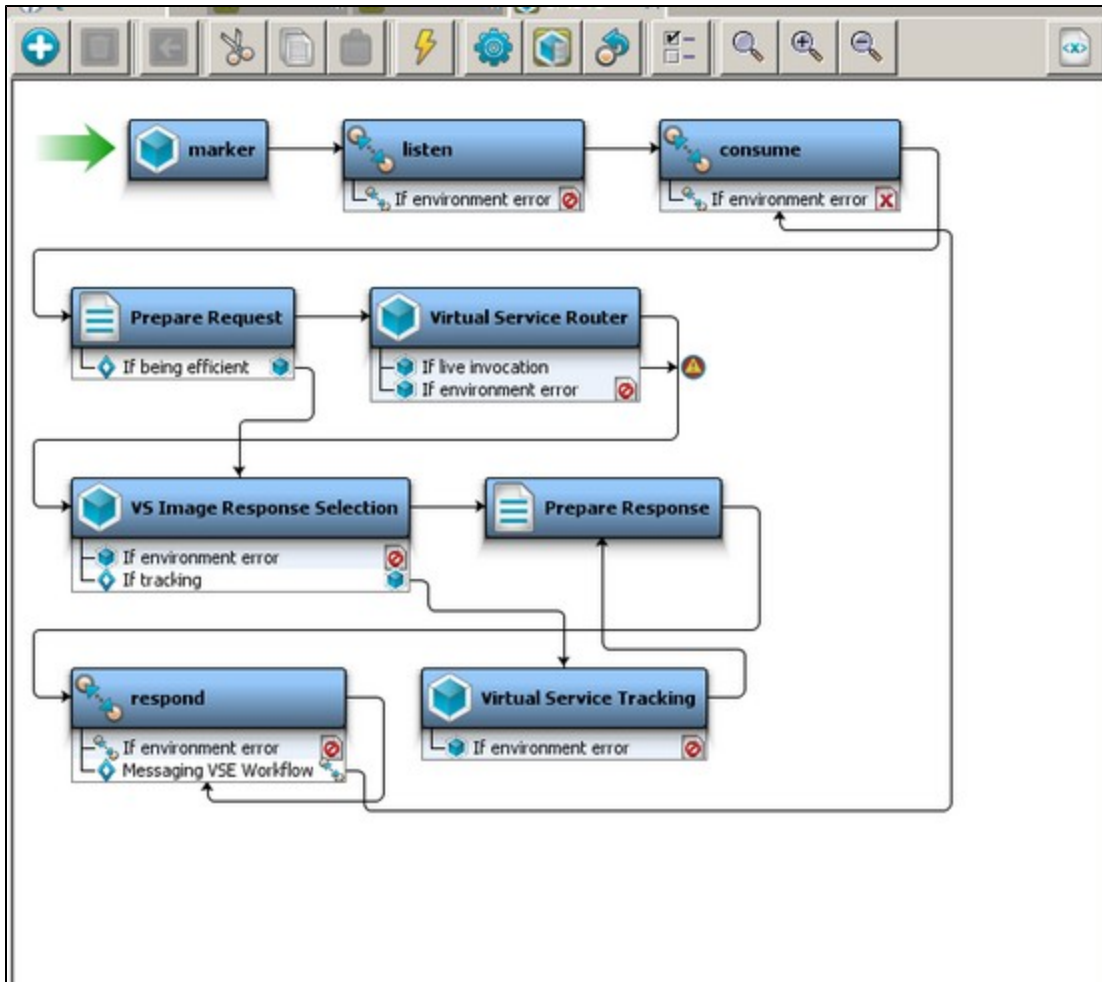 marker
listen
If environment error
consume
If environment error
Prepare Request
If being efficient
Virtual Service Router
If live invocation
If environment error
VS Image Response Selection
If environment error
If tracking
Prepare Response
respond
If environment error
Messaging VSE Workflow
Virtual Service Tracking
If environment error